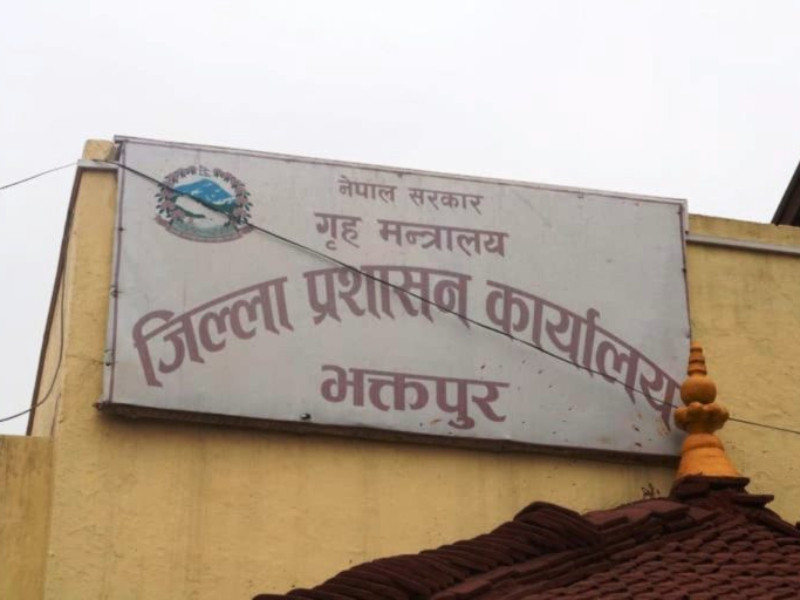 नेपाल सरकार
गृह मन्त्रालय
जिल्ला प्रशासन कार्यालय
भक्तपुर